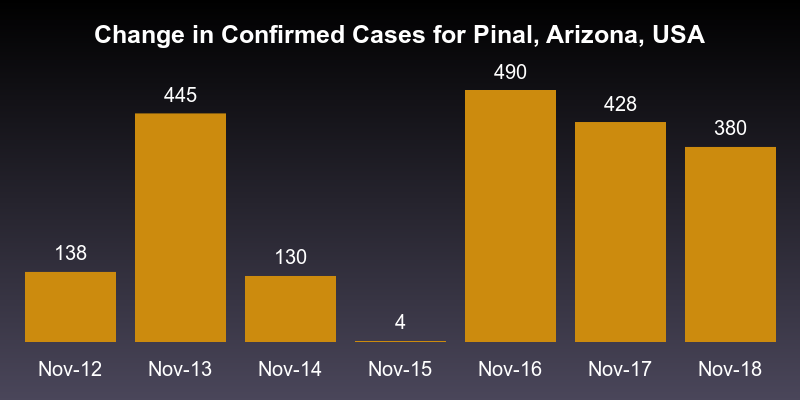 Change in Confirmed Cases for Pinal, Arizona, USA
138
445
130
4
490
428
380
Nov-12
Nov-13
Nov-14
Nov-15
Nov-16
Nov-17
Nov-18